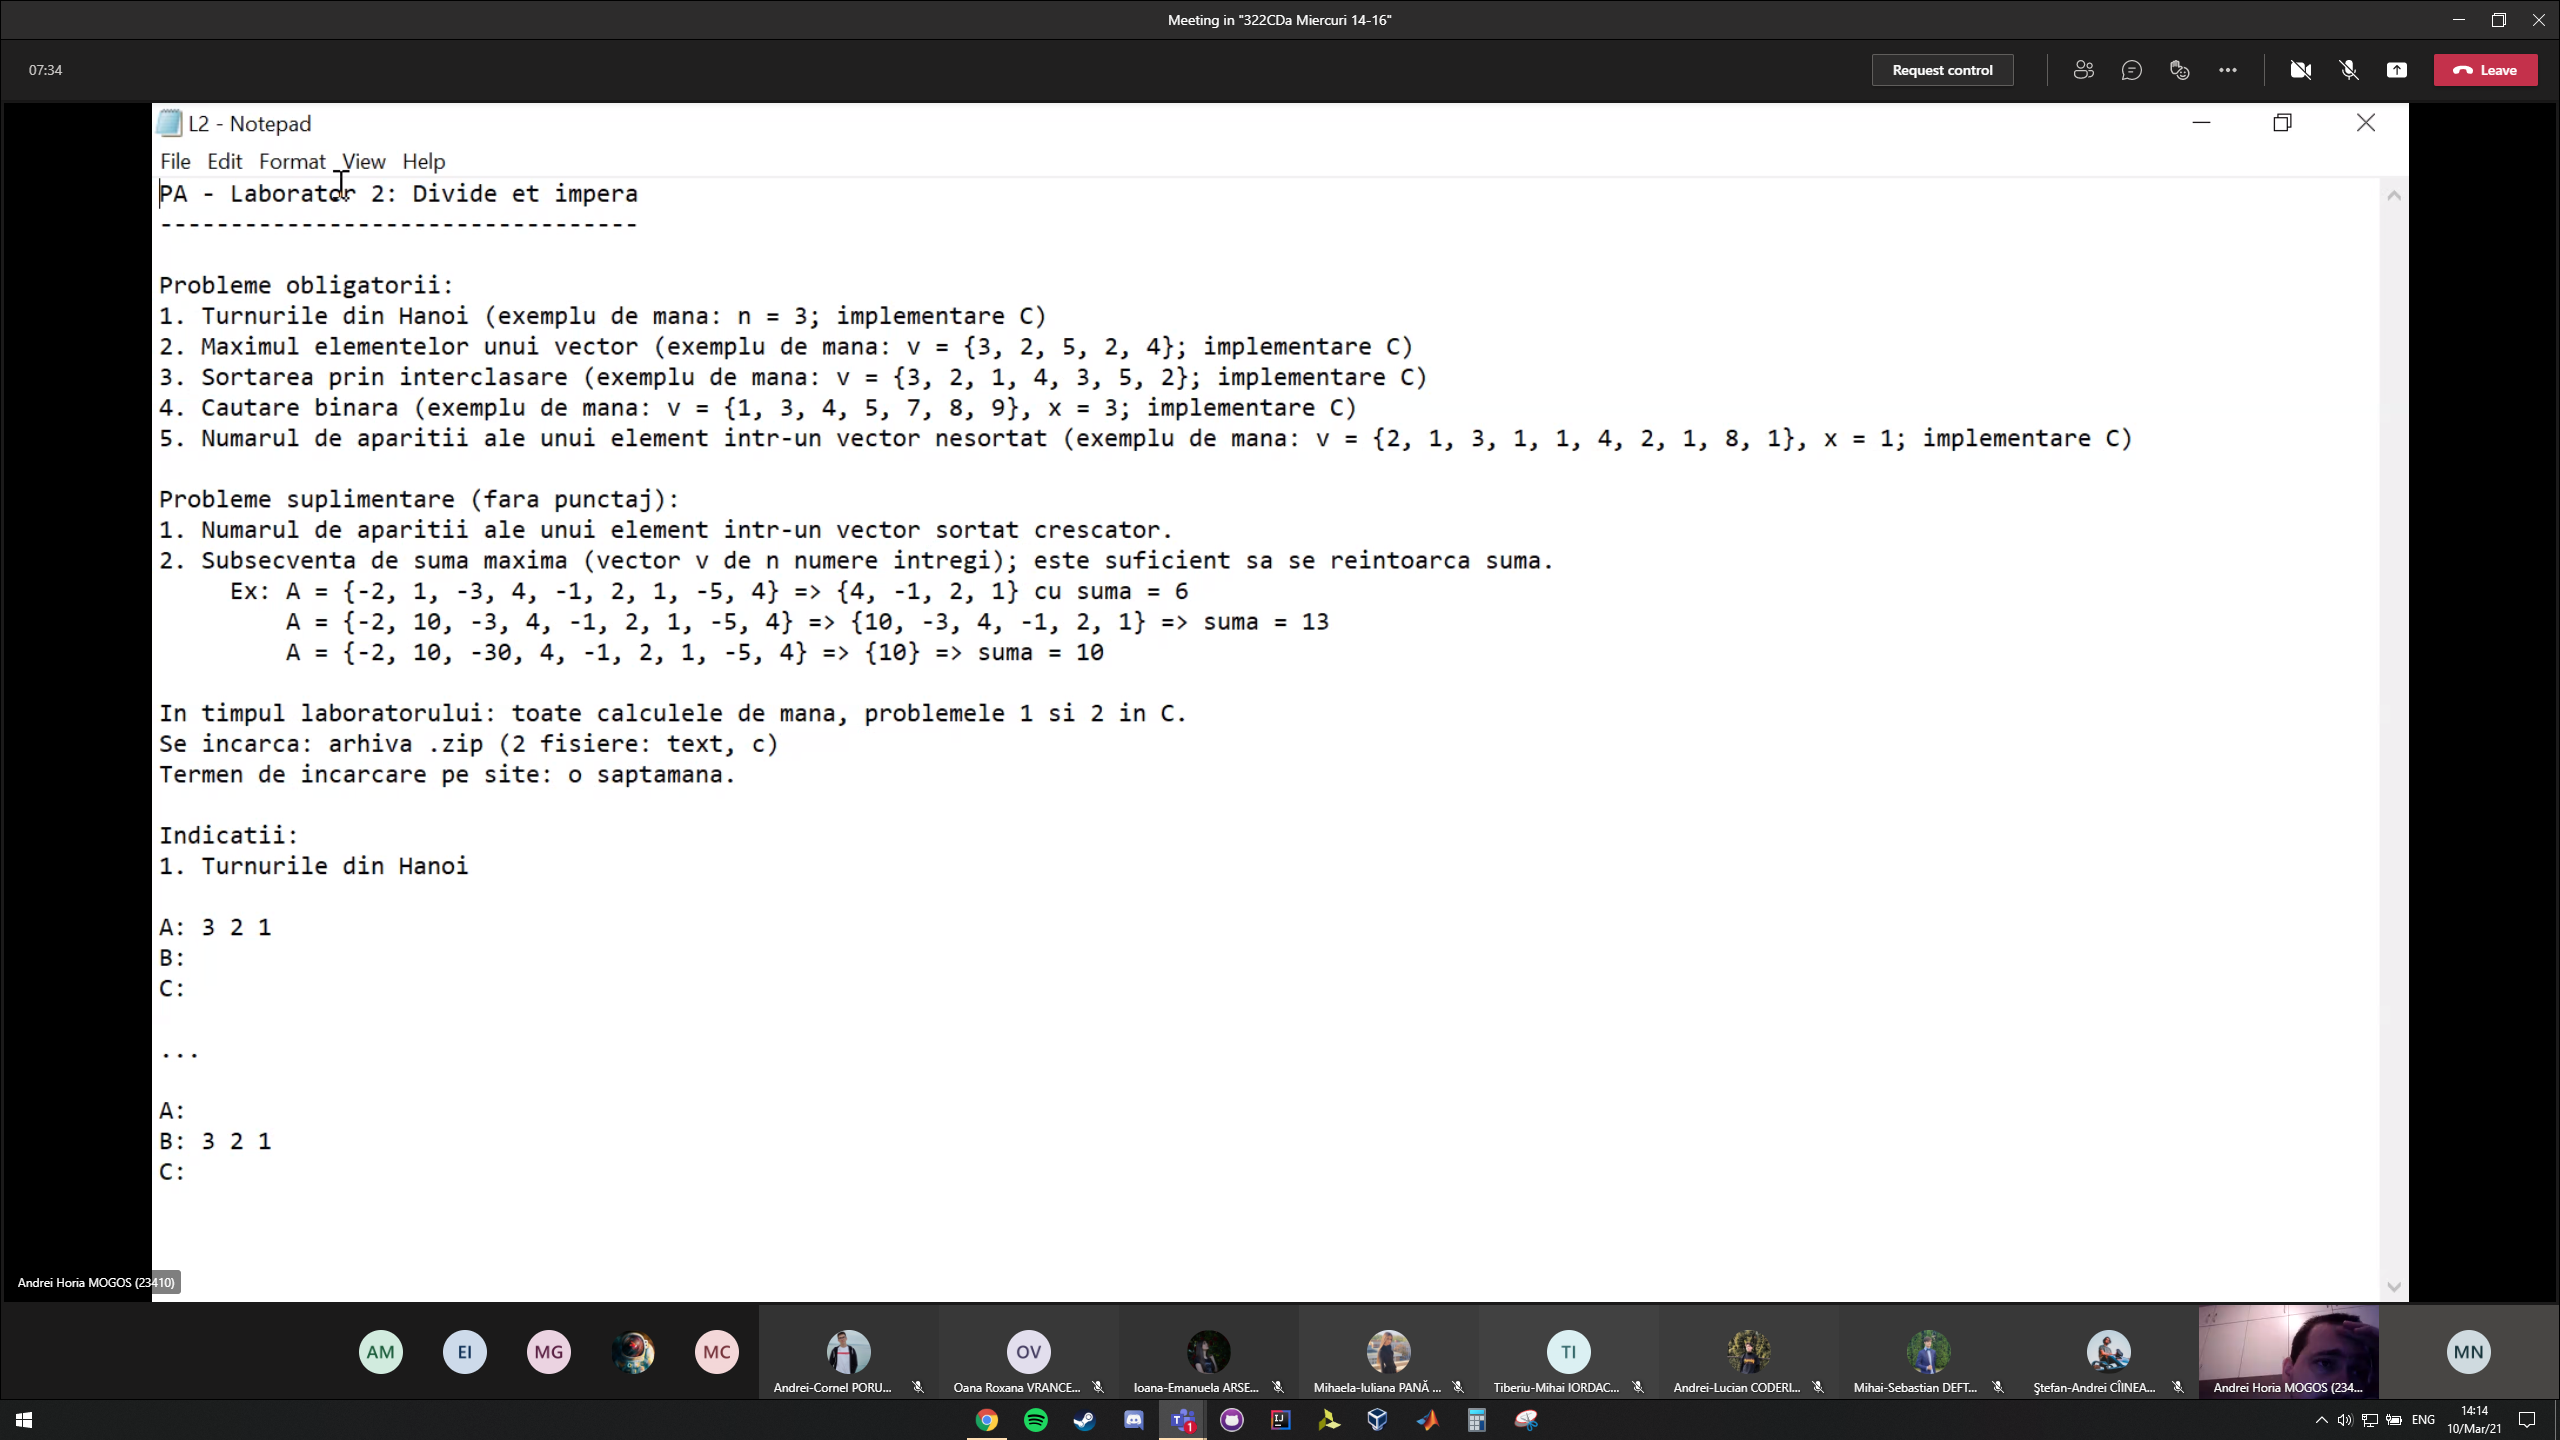 Meeting in "322CDa Miercuri 14-16"
07:34
Request control
Leave
L2 - Notepad
File Edit Format View Help
PA - Laborator 2: Divide et impera
----------------------------------
Probleme obligatorii:
1. Turnurile din Hanoi (exemplu de mana: n = 3; implementare C)
2. Maximul elementelor unui vector (exemplu de mana: v = {3, 2, 5, 2, 4}; implementare C)
3. Sortarea prin interclasare (exemplu de mana: v = {3, 2, 1, 4, 3, 5, 2}; implementare C)
4. Cautare binara (exemplu de mana: v = {1, 3, 4, 5, 7, 8, 9}, x = 3; implementare C)
5. Numarul de aparitii ale unui element intr-un vector nesortat (exemplu de mana: v = {2, 1, 3, 1, 1, 4, 2, 1, 8, 1}, x = 1; implementare C)
Probleme suplimentare (fara punctaj):
1. Numarul de aparitii ale unui element intr-un vector sortat crescator.
2. Subsecventa de suma maxima (vector v de n numere intregi); este suficient sa se reintoarca suma.
Ex: A = {-2, 1, -3, 4, -1, 2, 1, -5, 4} => {4, -1, 2, 1} cu suma = 6
A = {-2, 10, -3, 4, -1, 2, 1, -5, 4} => {10, -3, 4, -1, 2, 1} => suma = 13
A = {-2, 10, -30, 4, -1, 2, 1, -5, 4} => {10} => suma = 10
In timpul laboratorului: toate calculele de mana, problemele 1 si 2 in C.
Se incarca: arhiva .zip (2 fisiere: text, c)
Termen de incarcare pe site: o saptamana.
Indicatii:
1. Turnurile din Hanoi
A: 3 2 1
B:
C:
...
A:
B: 3 2 1
C:
Andrei Horia MOGOS (23410)
AM EI MG MC OV TI MN
Andrei-Cornel PORU... Oana Roxana VRANCE... Ioana-Emanuela ARSE... Mihaela-Iuliana PANĂ ... Tiberiu-Mihai IORDAC... Andrei-Lucian CODERI... Mihai-Sebastian DEFT... Ștefan-Andrei CÎINEA... Andrei Horia MOGOS (234...
ENG
14:14
10/Mar/21